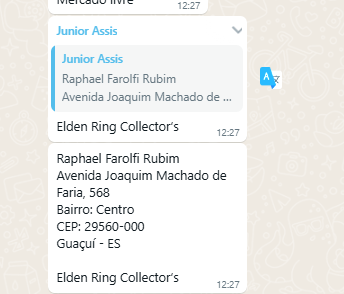 Mercado livre
12:27
Junior Assis
Junior Assis
Raphael Farolfi Rubim
Avenida Joaquim Machado de ...
Elden Ring Collector's
12:27
Raphael Farolfi Rubim
Avenida Joaquim Machado de
Faria, 568
Bairro: Centro
CEP: 29560-000
Guaçuí - ES
Elden Ring Collector's
12:27